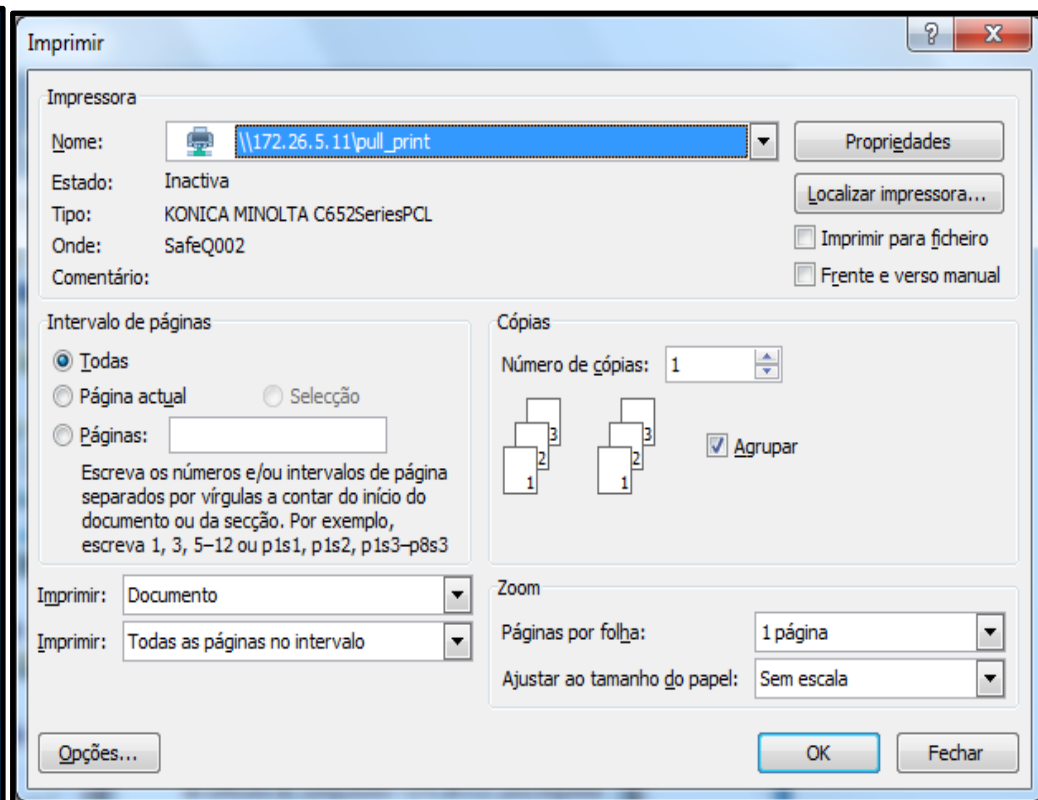 Imprimir
Impressora
Nome: \\172.26.5.11\pull_print
Propriedades
Estado: Inactiva
Localizar impressora...
Tipo: KONICA MINOLTA C652SeriesPCL
Onde: SafeQ002
Imprimir para ficheiro
Comentário:
Frente e verso manual
Intervalo de páginas
Todas
Página actual Selecção
Páginas:
Escreva os números e/ou intervalos de página
separados por vírgulas a contar do início do
documento ou da secção. Por exemplo,
escreva 1, 3, 5–12 ou p1s1, p1s2, p1s3–p8s3
Cópias
Número de cópias: 1
3 3
2 2
1 1
Agrupar
Imprimir: Documento
Imprimir: Todas as páginas no intervalo
Zoom
Páginas por folha: 1 página
Ajustar ao tamanho do papel: Sem escala
Opções...
OK
Fechar